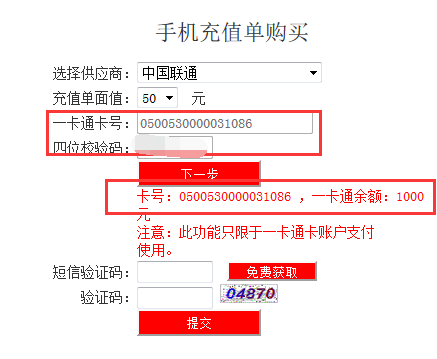 手机充值单购买
选择供应商： 中国联通
充值单面值： 50 元
一卡通卡号： 0500530000031086
四位校验码：
下一步
卡号：0500530000031086 ，一卡通余额：1000
元
注意：此功能只限于一卡通卡账户支付
使用。
短信验证码： 免费获取
验证码： 04870
提交